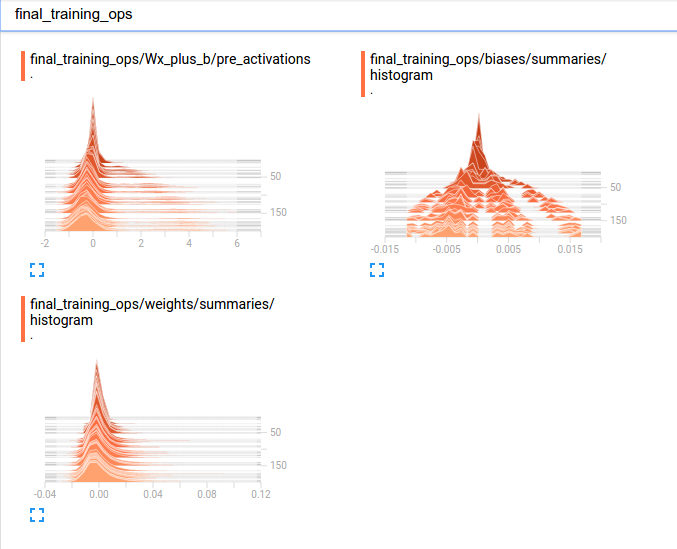 final_training_ops
final_training_ops/Wx_plus_b/pre_activations
.
-2 0 2 4 6
50
150
final_training_ops/biases/summaries/
histogram
.
-0.015 -0.005 0.005 0.015
50
150
final_training_ops/weights/summaries/
histogram
.
-0.04 0.00 0.04 0.08 0.12
50
150